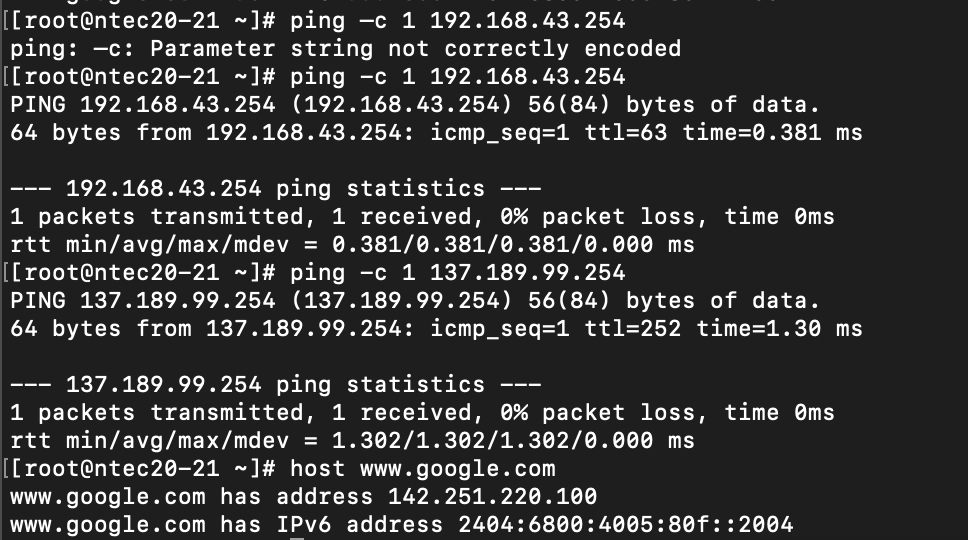 [[root@ntec20-21 ~]# ping –c 1 192.168.43.254
ping: –c: Parameter string not correctly encoded
[[root@ntec20-21 ~]# ping -c 1 192.168.43.254
PING 192.168.43.254 (192.168.43.254) 56(84) bytes of data.
64 bytes from 192.168.43.254: icmp_seq=1 ttl=63 time=0.381 ms

--- 192.168.43.254 ping statistics ---
1 packets transmitted, 1 received, 0% packet loss, time 0ms
rtt min/avg/max/mdev = 0.381/0.381/0.381/0.000 ms
[[root@ntec20-21 ~]# ping -c 1 137.189.99.254
PING 137.189.99.254 (137.189.99.254) 56(84) bytes of data.
64 bytes from 137.189.99.254: icmp_seq=1 ttl=252 time=1.30 ms

--- 137.189.99.254 ping statistics ---
1 packets transmitted, 1 received, 0% packet loss, time 0ms
rtt min/avg/max/mdev = 1.302/1.302/1.302/0.000 ms
[[root@ntec20-21 ~]# host www.google.com
www.google.com has address 142.251.220.100
www.google.com has IPv6 address 2404:6800:4005:80f::2004